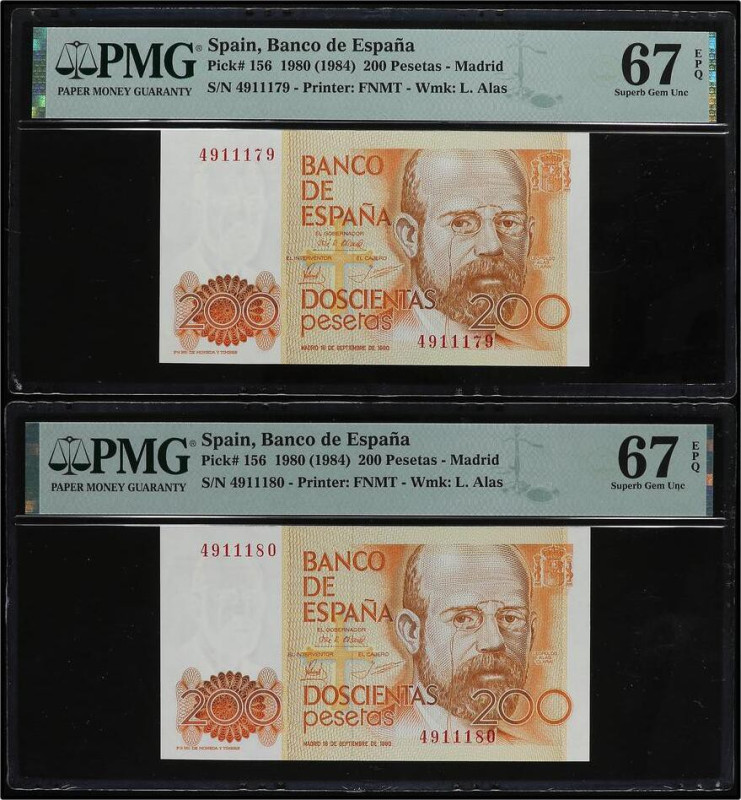 PMG®
PAPER MONEY GUARANTY
Spain, Banco de España
Pick# 156 1980 (1984) 200 Pesetas - Madrid
S/N 4911179 - Printer: FNMT - Wmk: L. Alas
67 EPQ
Superb Gem Unc
4911179
BANCO
DE
ESPAÑA
EL GOBERNADOR
EL INTERVENTOR EL CAJERO
200
DOSCIENTAS
pesetas
200
4911179
MADRID 16 DE SEPTIEMBRE DE 1980
PMG®
PAPER MONEY GUARANTY
Spain, Banco de España
Pick# 156 1980 (1984) 200 Pesetas - Madrid
S/N 4911180 - Printer: FNMT - Wmk: L. Alas
67 EPQ
Superb Gem Unc
4911180
BANCO
DE
ESPAÑA
EL GOBERNADOR
EL INTERVENTOR EL CAJERO
200
DOSCIENTAS
pesetas
200
4911180
MADRID 16 DE SEPTIEMBRE DE 1980